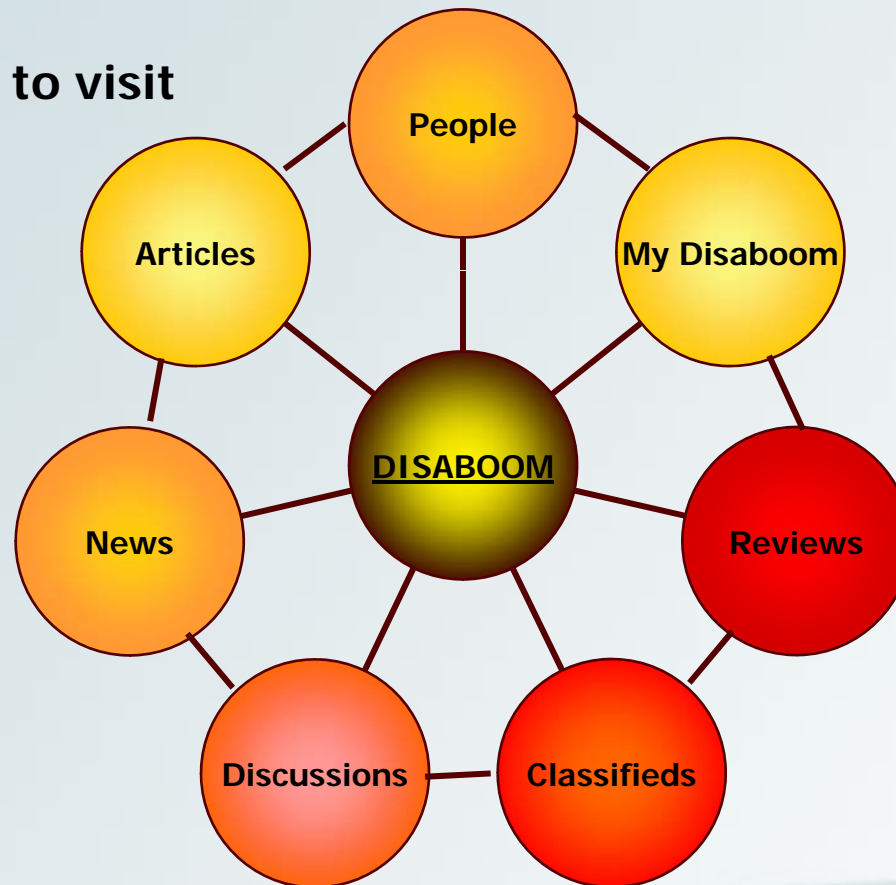 to visit
People
Articles
My Disaboom
DISABOOM
News
Reviews
Discussions
Classifieds